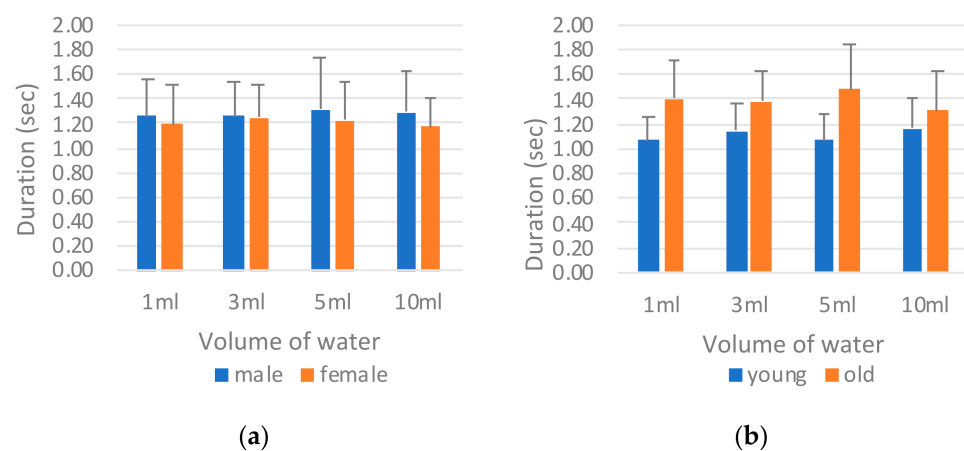 2.00
1.80
1.60
1.40
1.20
1.00
0.80
0.60
0.40
0.20
0.00
Duration (sec)
1ml 3ml 5ml 10ml
Volume of water
male female
(a)
2.00
1.80
1.60
1.40
1.20
1.00
0.80
0.60
0.40
0.20
0.00
Duration (sec)
1ml 3ml 5ml 10ml
Volume of water
young old
(b)